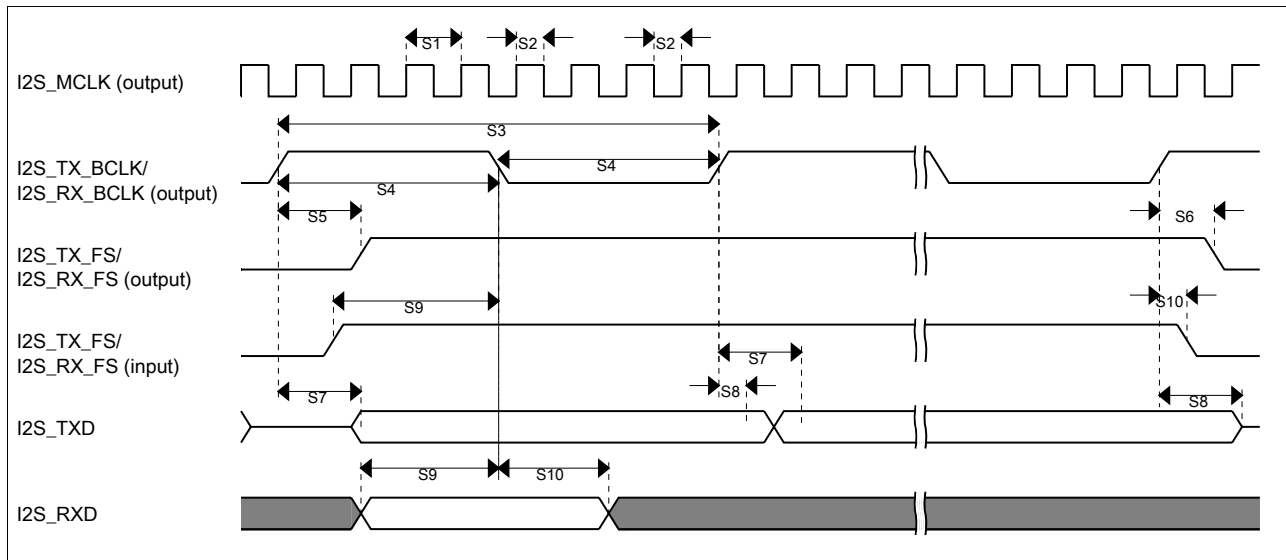 S1
S2
S2
I2S_MCLK (output)
S3
I2S_TX_BCLK/
I2S_RX_BCLK (output)
S4
S4
S5
S6
I2S_TX_FS/
I2S_RX_FS (output)
S9
S10
I2S_TX_FS/
I2S_RX_FS (input)
S7
S7
S8
S8
I2S_TXD
S9
S10
I2S_RXD